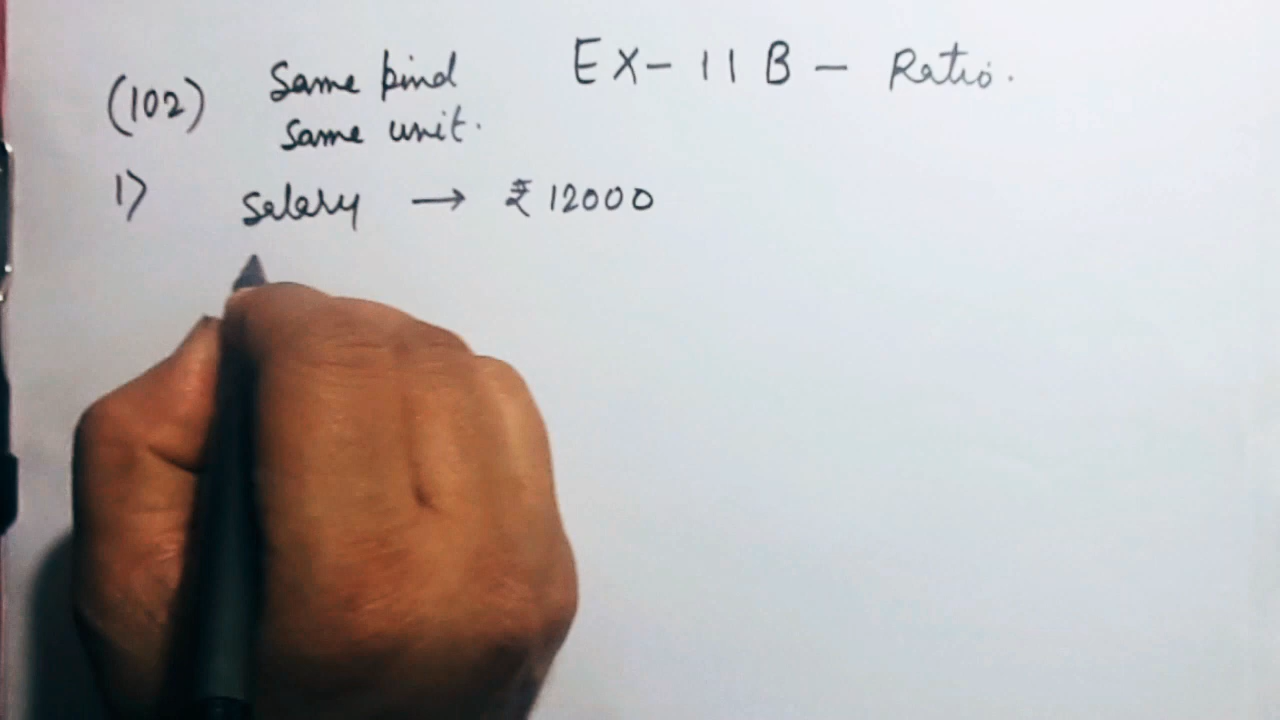 EX- 11 B - Ratio.
(102) Same kind
Same unit.
1) Salary → ₹ 12000